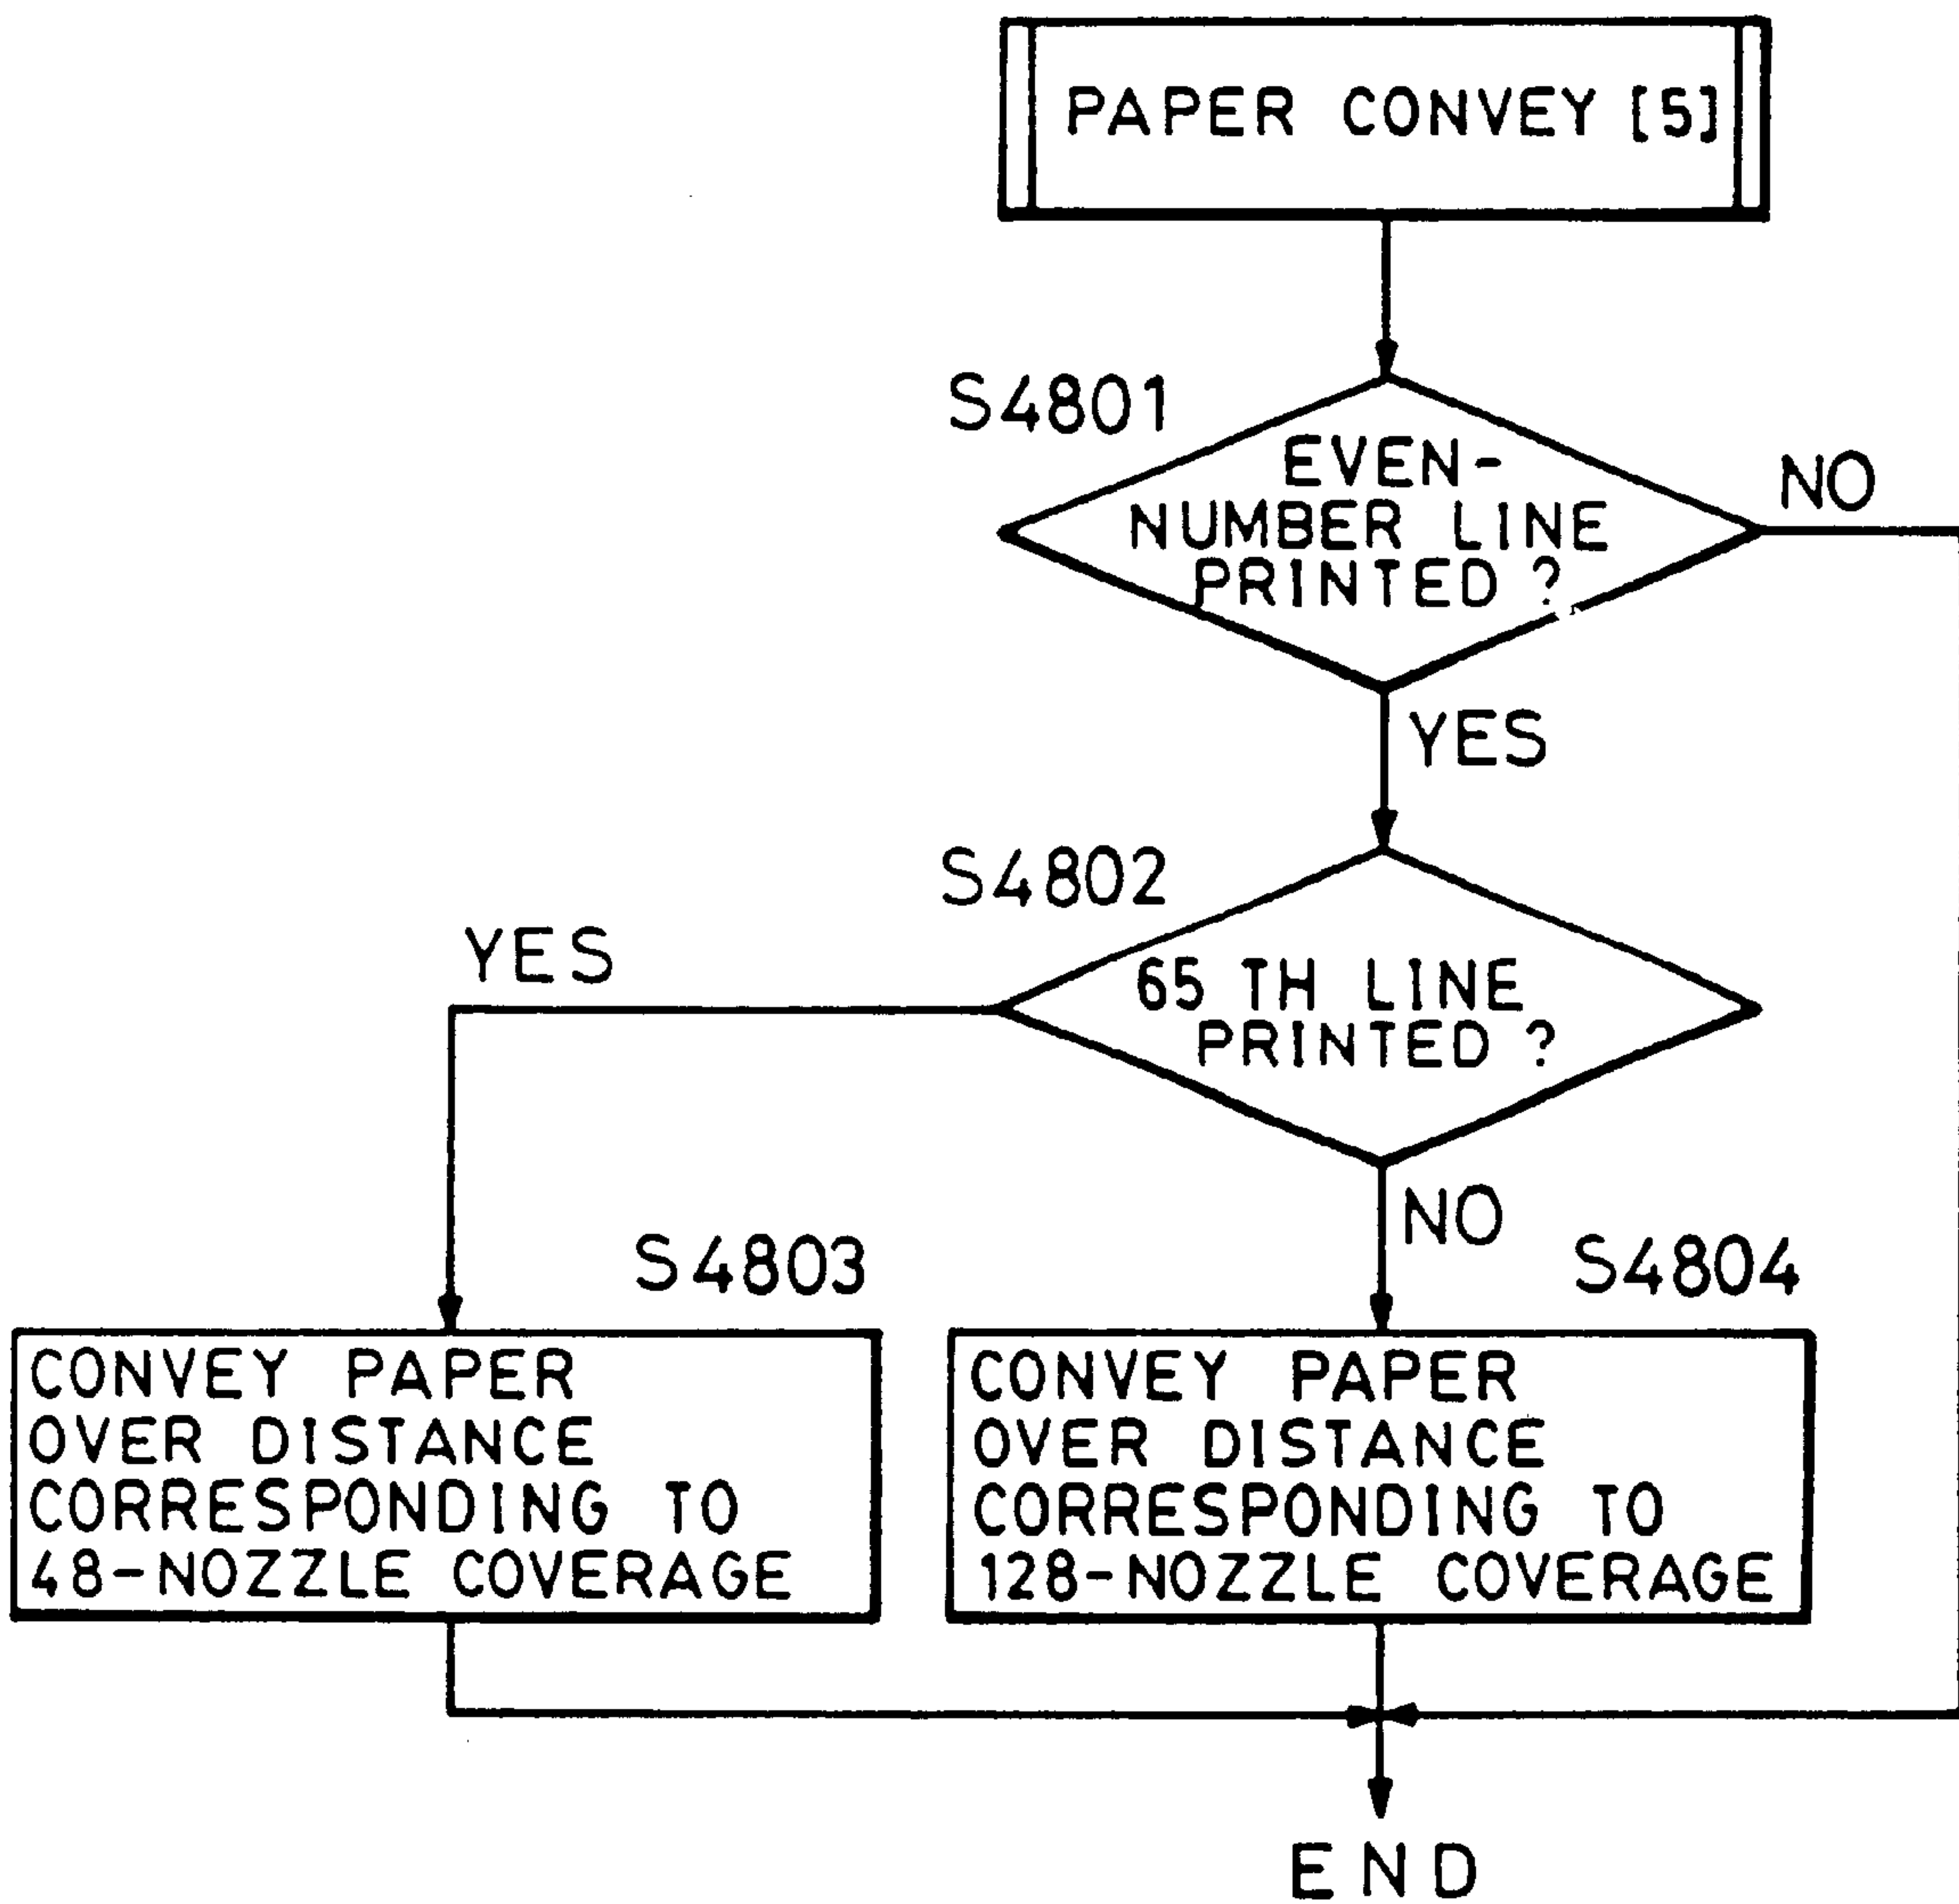 PAPER CONVEY [5]
S4801
EVEN-
NUMBER LINE
PRINTED ?
NO
YES
S4802
YES
65 TH LINE
PRINTED ?
NO
S4803
S4804
CONVEY PAPER
OVER DISTANCE
CORRESPONDING TO
48-NOZZLE COVERAGE
CONVEY PAPER
OVER DISTANCE
CORRESPONDING TO
128-NOZZLE COVERAGE
END